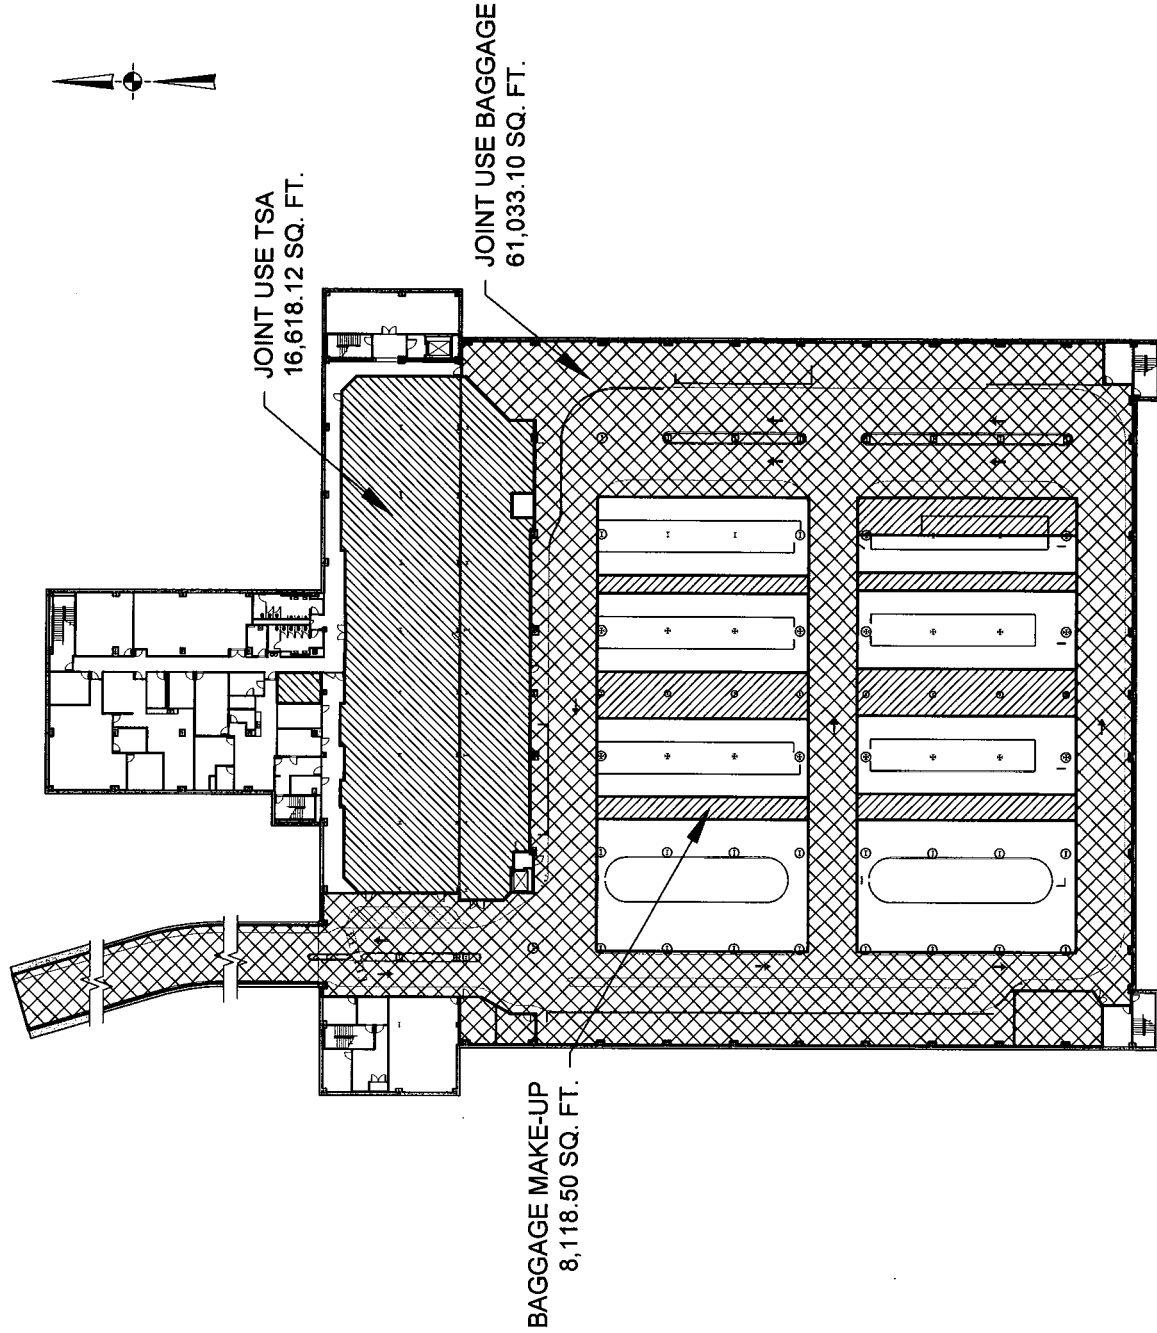 JOINT USE TSA
16,618.12 SQ. FT.
JOINT USE BAGGAGE
61,033.10 SQ. FT.
BAGGAGE MAKE-UP
8,118.50 SQ. FT.